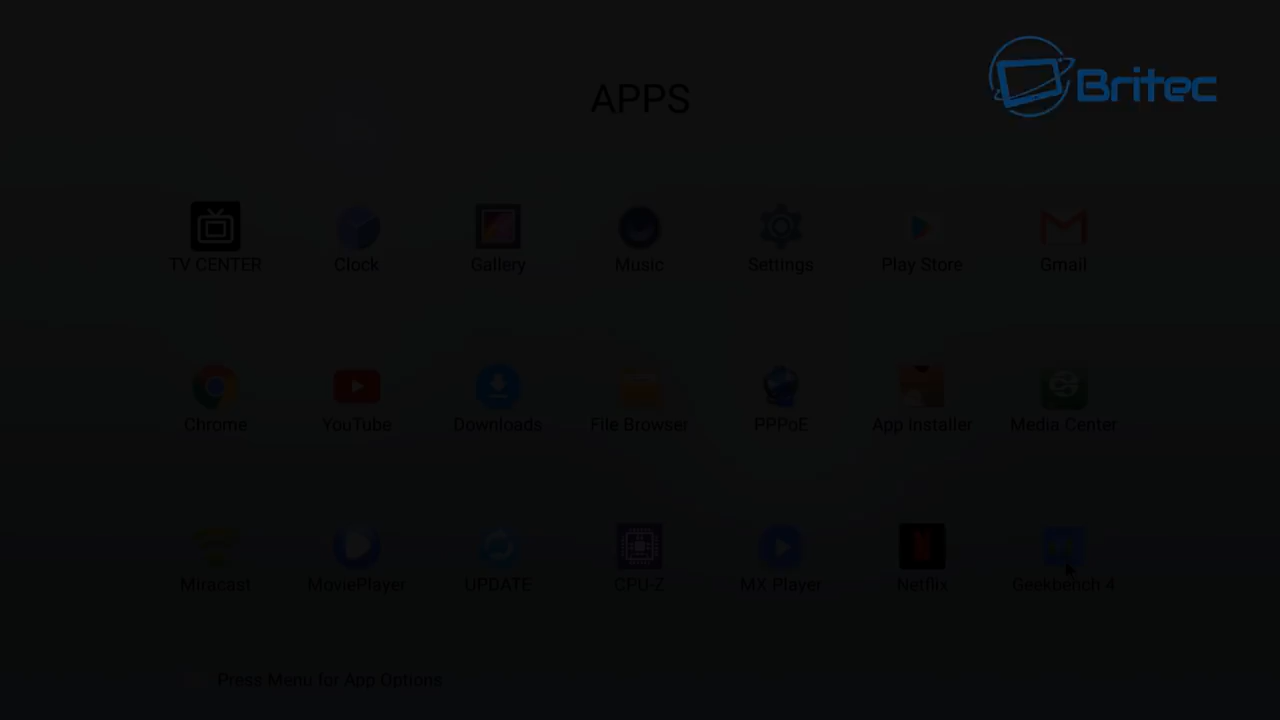 Britec
APPS
TV CENTER Clock Gallery Music Settings Play Store Gmail
Chrome YouTube Downloads File Browser PPPoE App Installer Media Center
Miracast MoviePlayer UPDATE CPU-Z MX Player Netflix Geekbench 4
Press Menu for App Options